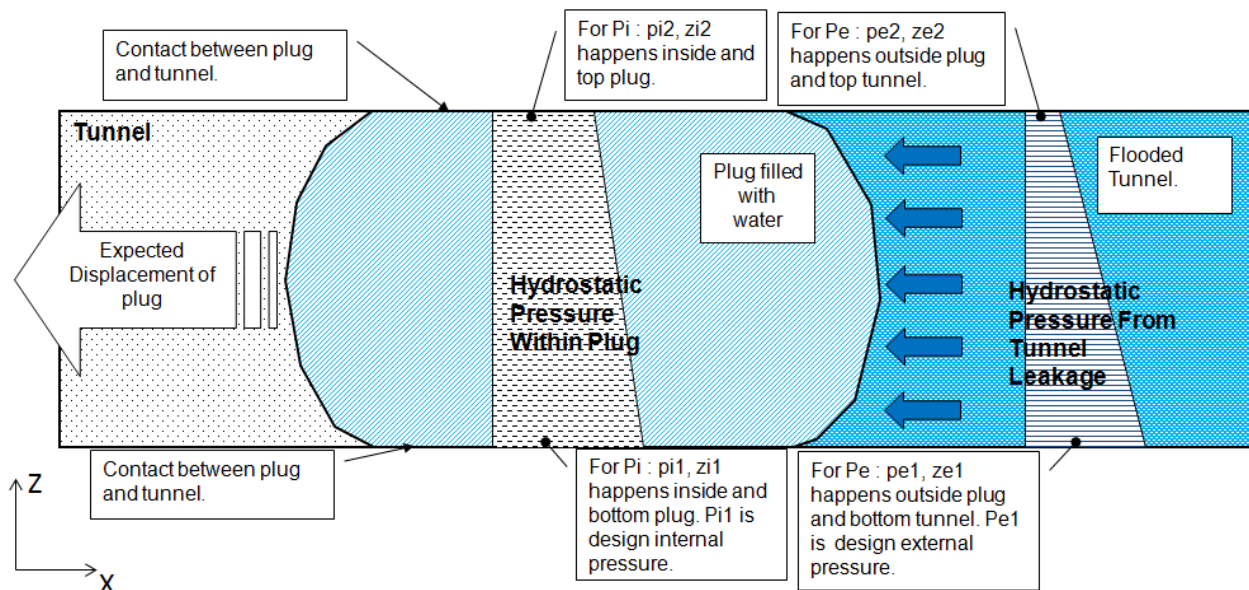 Contact between plug
and tunnel.
For Pi : pi2, zi2
happens inside and
top plug.
For Pe : pe2, ze2
happens outside plug
and top tunnel.
Tunnel
Plug filled
with
water
Flooded
Tunnel.
Expected
Displacement of
plug
Hydrostatic
Pressure
Within Plug
Hydrostatic
Pressure From
Tunnel
Leakage
Contact between plug
and tunnel.
For Pi : pi1, zi1
happens inside and
bottom plug. Pi1 is
design internal
pressure.
For Pe : pe1, ze1
happens outside plug
and bottom tunnel. Pe1
is  design external
pressure.
Z
X